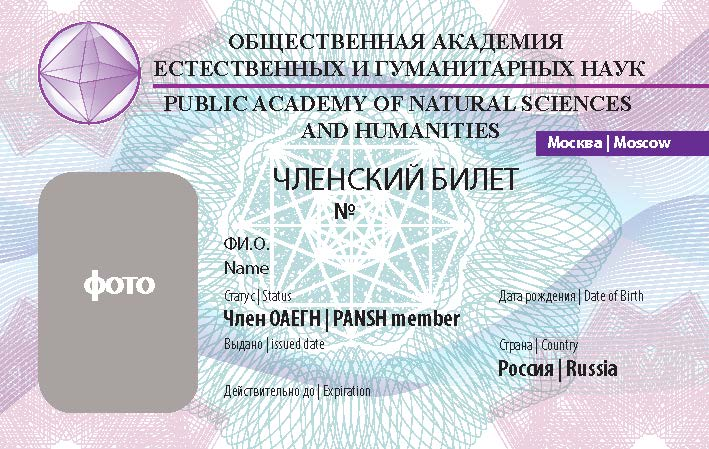 ОБЩЕСТВЕННАЯ АКАДЕМИЯ
ЕСТЕСТВЕННЫХ И ГУМАНИТАРНЫХ НАУК
PUBLIC ACADEMY OF NATURAL SCIENCES
AND HUMANITIES
Москва | Moscow
ЧЛЕНСКИЙ БИЛЕТ
№
фото
ФИ.О.
Name
Статус | Status
Дата рождения | Date of Birth
Член ОАЕГН | PANSH member
Выдано | issued date
Страна | Country
Россия | Russia
Действительно до | Expiration